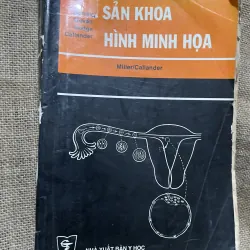 SẢN KHOA
HÌNH MINH HỌA
Miller/Callander
NHÀ XUẤT BẢN Y HỌC